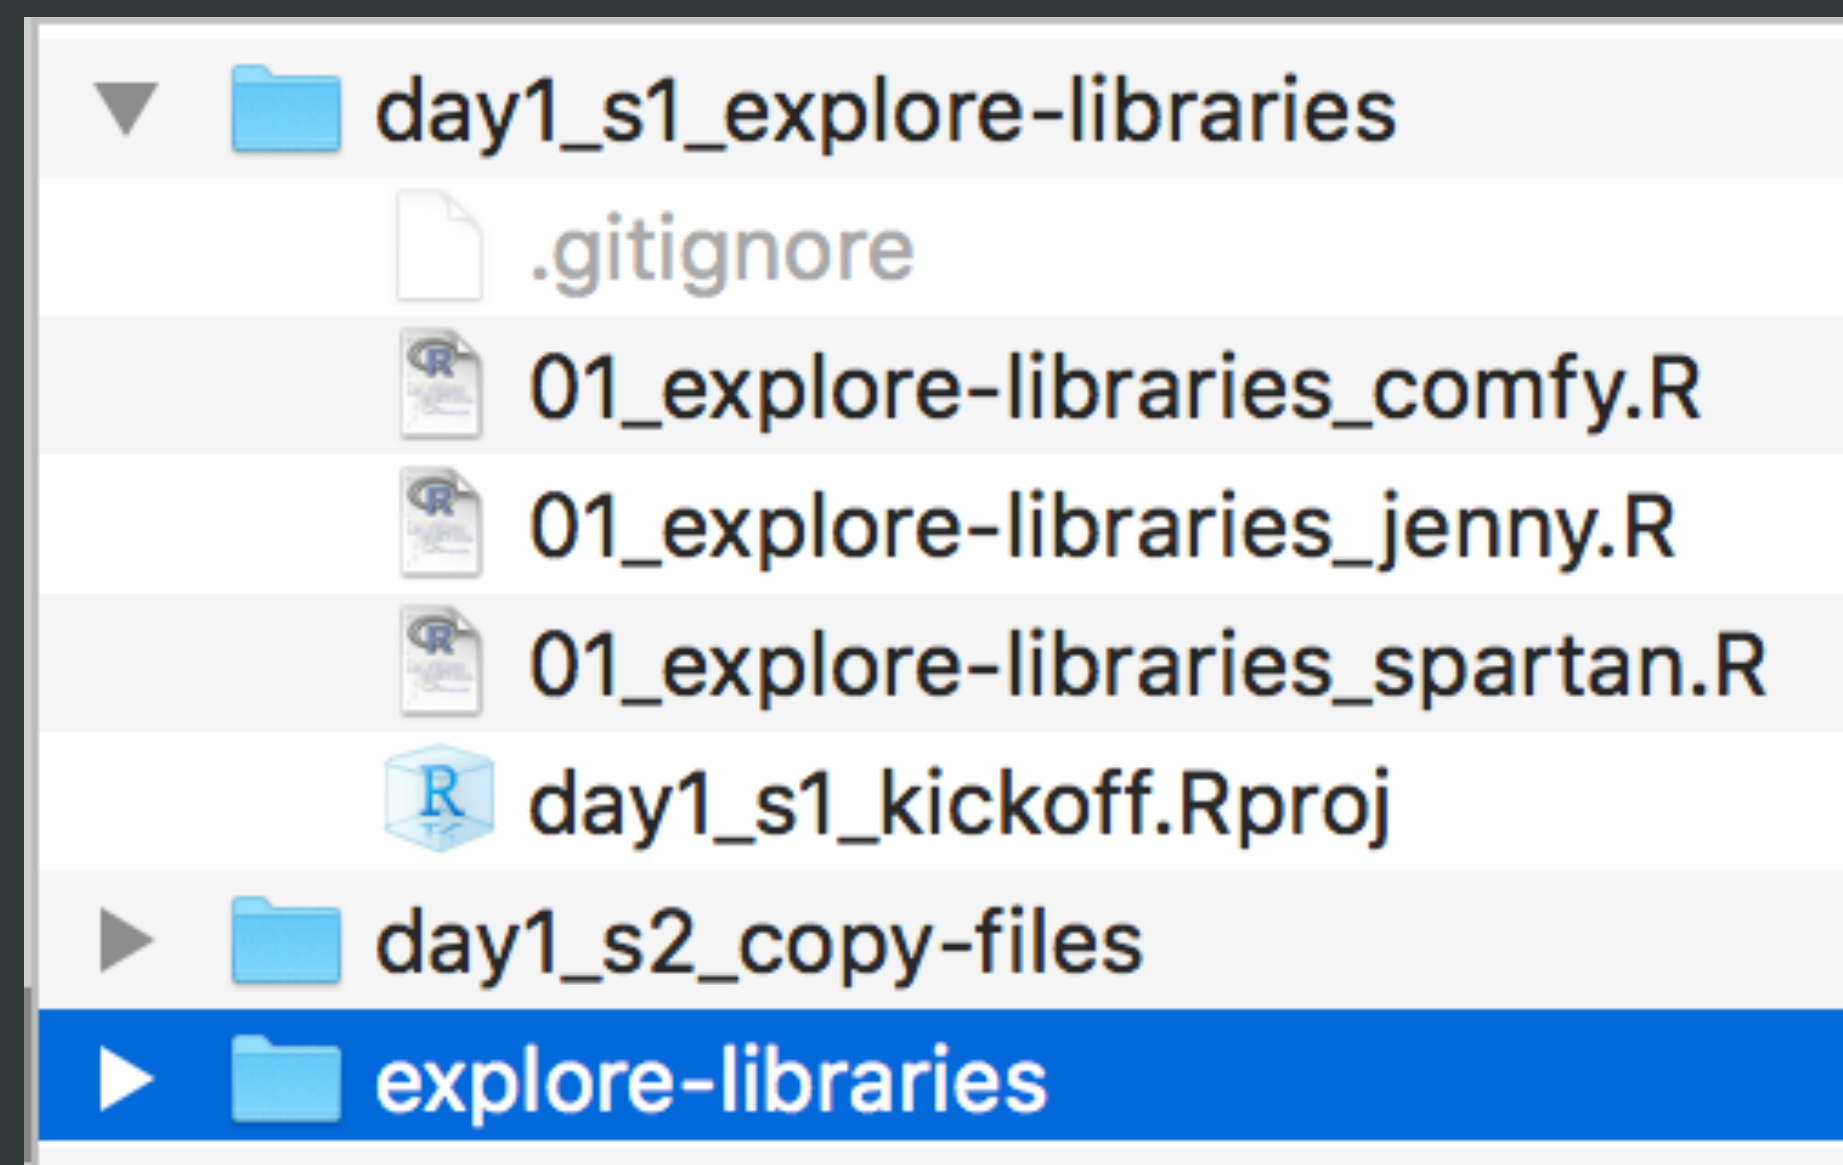 day1_s1_explore-libraries
.gitignore
01_explore-libraries_comfy.R
01_explore-libraries_jenny.R
01_explore-libraries_spartan.R
day1_s1_kickoff.Rproj
day1_s2_copy-files
explore-libraries